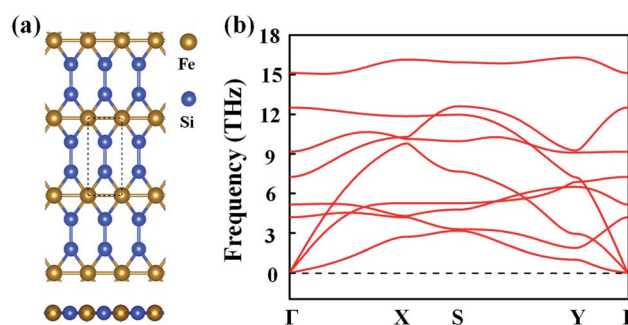 (a)
Fe
Si
(b)
Frequency (THz)
18
15
12
9
6
3
0
Γ X S Y Γ